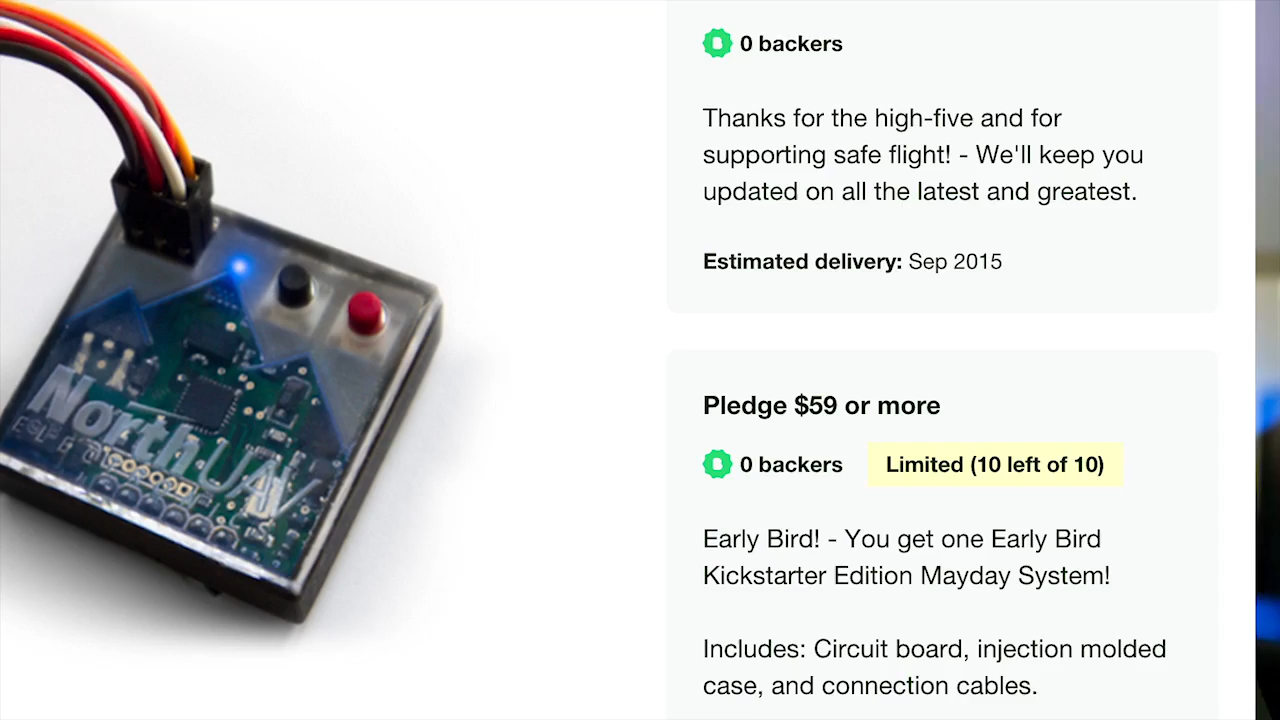 0 backers
Thanks for the high-five and for
supporting safe flight! - We'll keep you
updated on all the latest and greatest.
Estimated delivery: Sep 2015
Pledge $59 or more
0 backers
Limited (10 left of 10)
Early Bird! - You get one Early Bird
Kickstarter Edition Mayday System!
Includes: Circuit board, injection molded
case, and connection cables.
North UAV